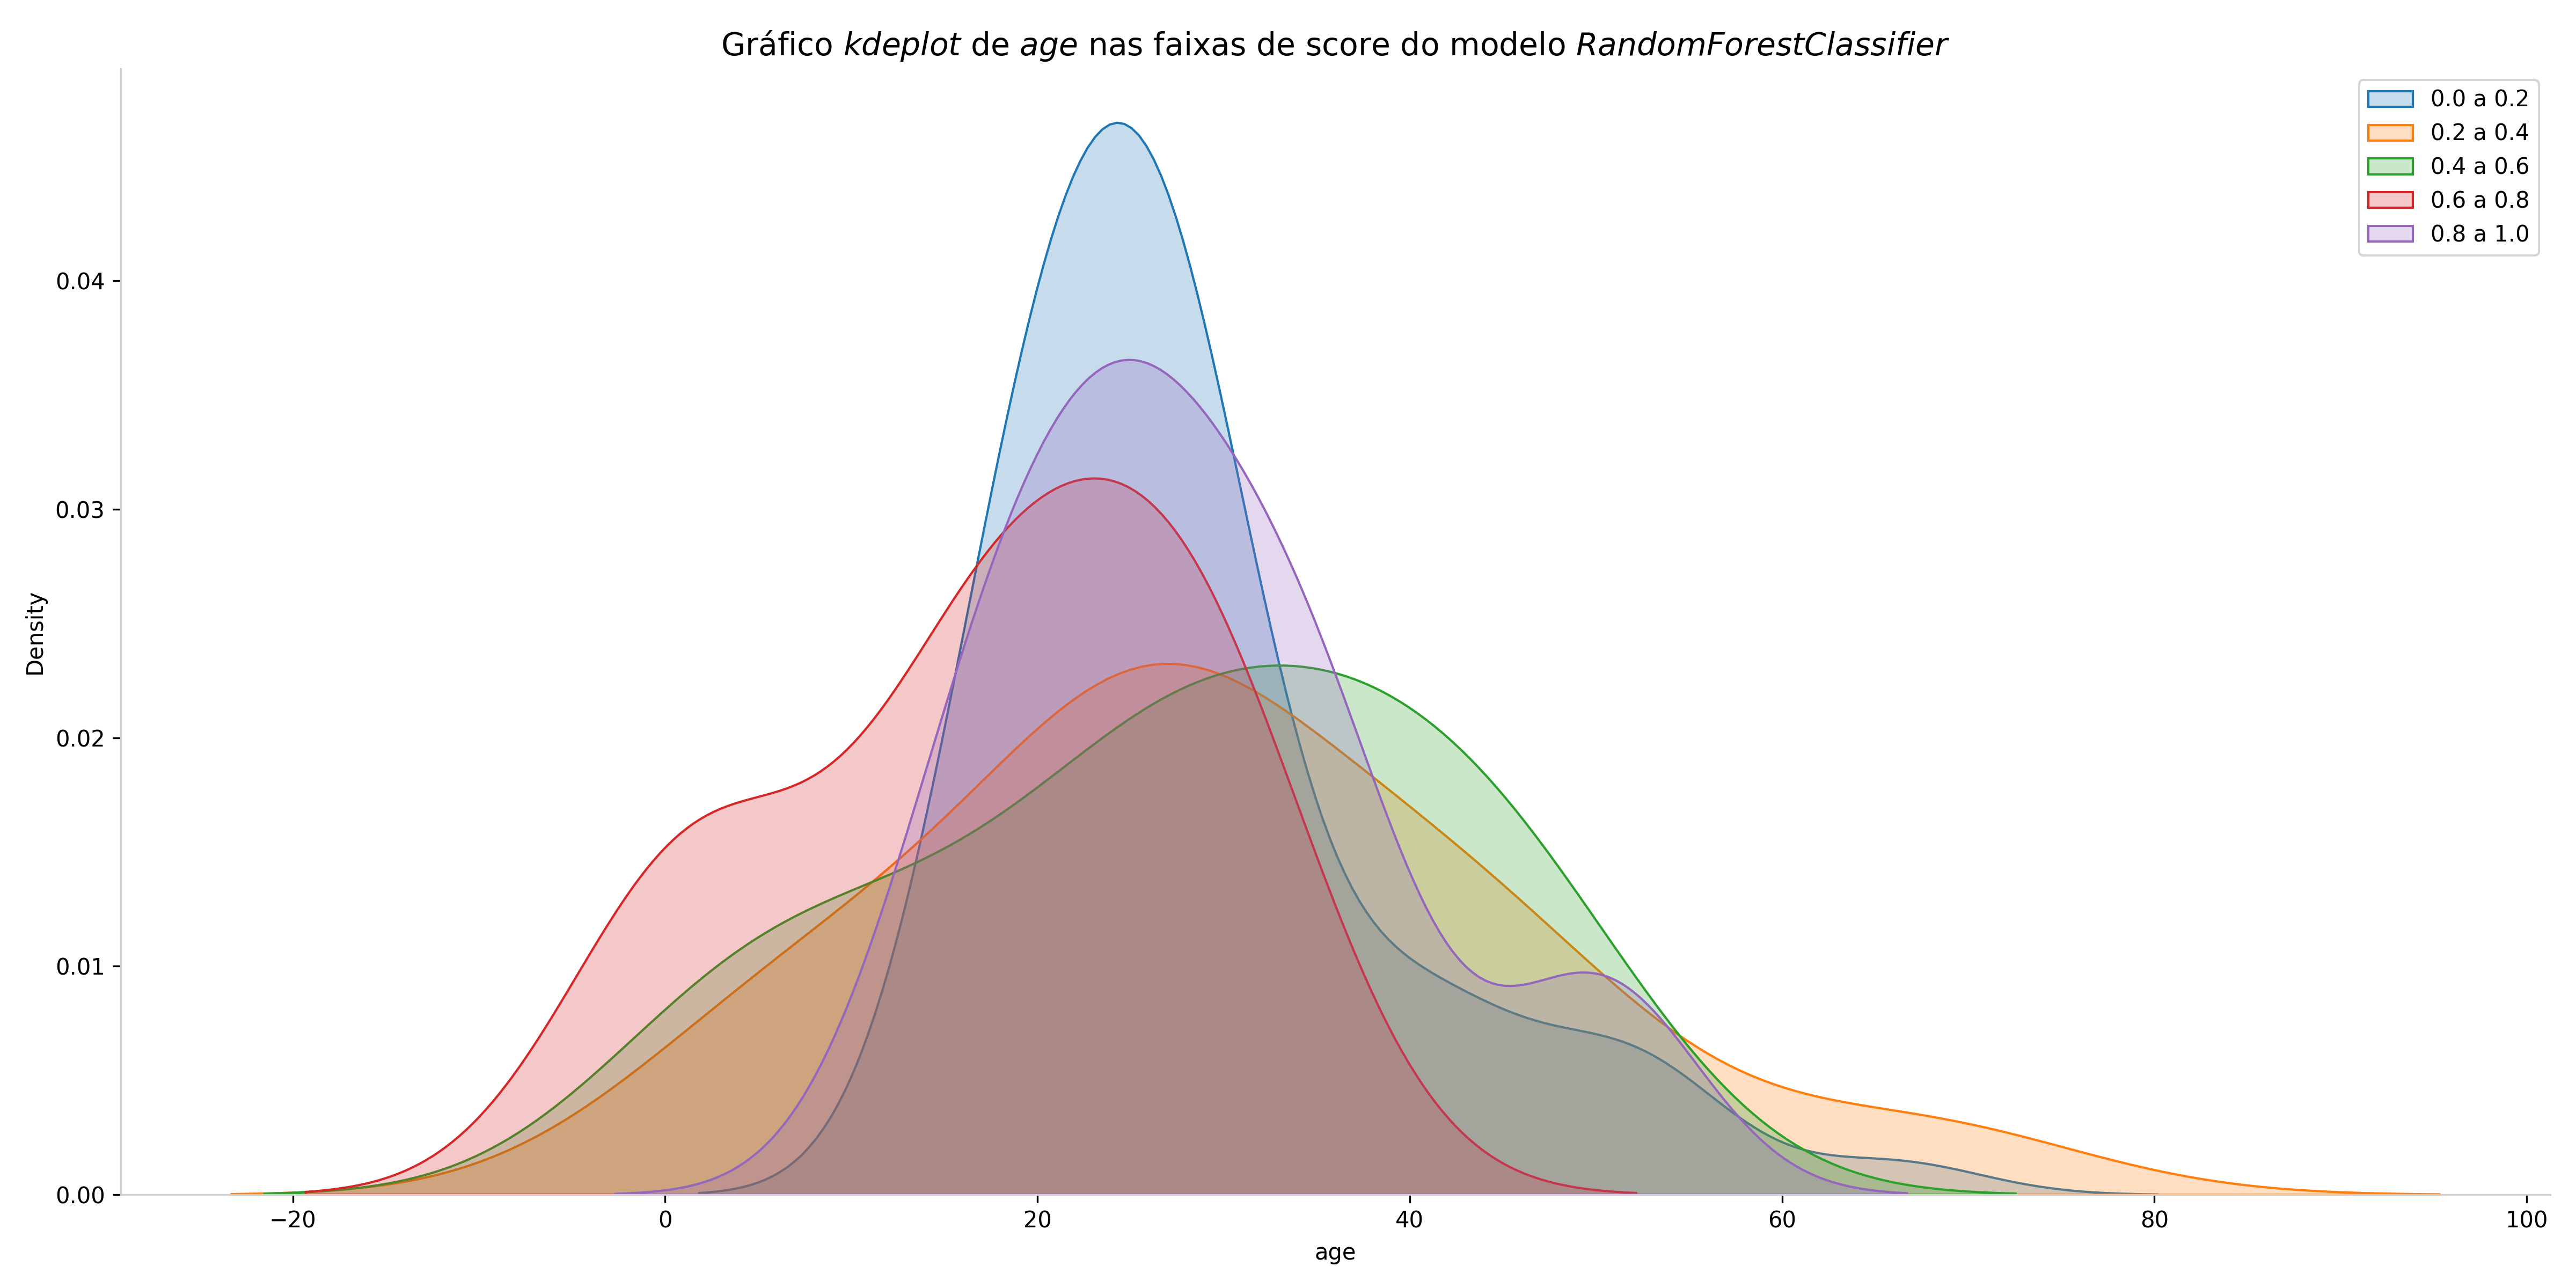 Gráfico kdeplot de age nas faixas de score do modelo RandomForestClassifier
0.0 a 0.2
0.2 a 0.4
0.4 a 0.6
0.6 a 0.8
0.8 a 1.0
Density
0.04
0.03
0.02
0.01
0.00
−20 0 20 40 60 80 100
age